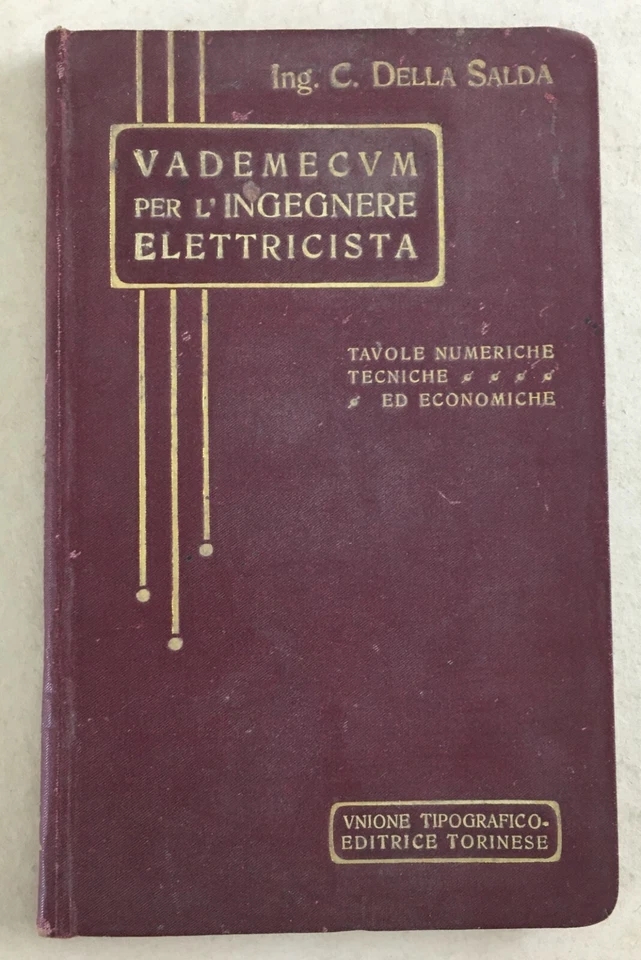 Ing. C. DELLA SALDA
VADEMECVM
PER L'INGEGNERE
ELETTRICISTA
TAVOLE NUMERICHE
TECNICHE
ED ECONOMICHE
VNIONE TIPOGRAFICO-
EDITRICE TORINESE